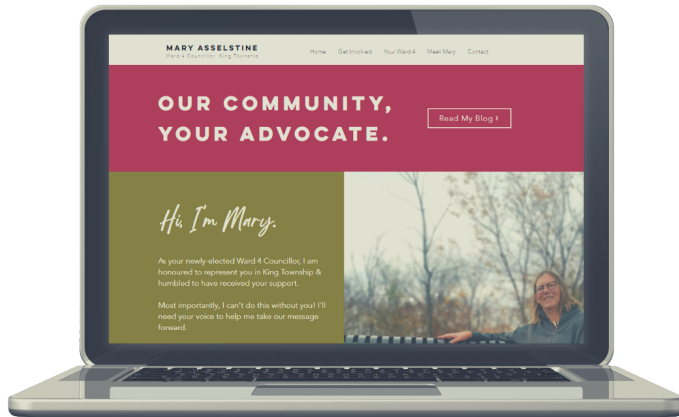 MARY ASSELSTINE
Ward 4 Councillor, King Township
Home Get Involved Your Ward 4 Meet Mary Contact
OUR COMMUNITY,
YOUR ADVOCATE.
Read My Blog >
Hi, I'm Mary.
As your newly-elected Ward 4 Councillor, I am
honoured to represent you in King Township &
humbled to have received your support.
Most importantly, I can't do this without you! I'll
need your voice to help me take our message
forward.